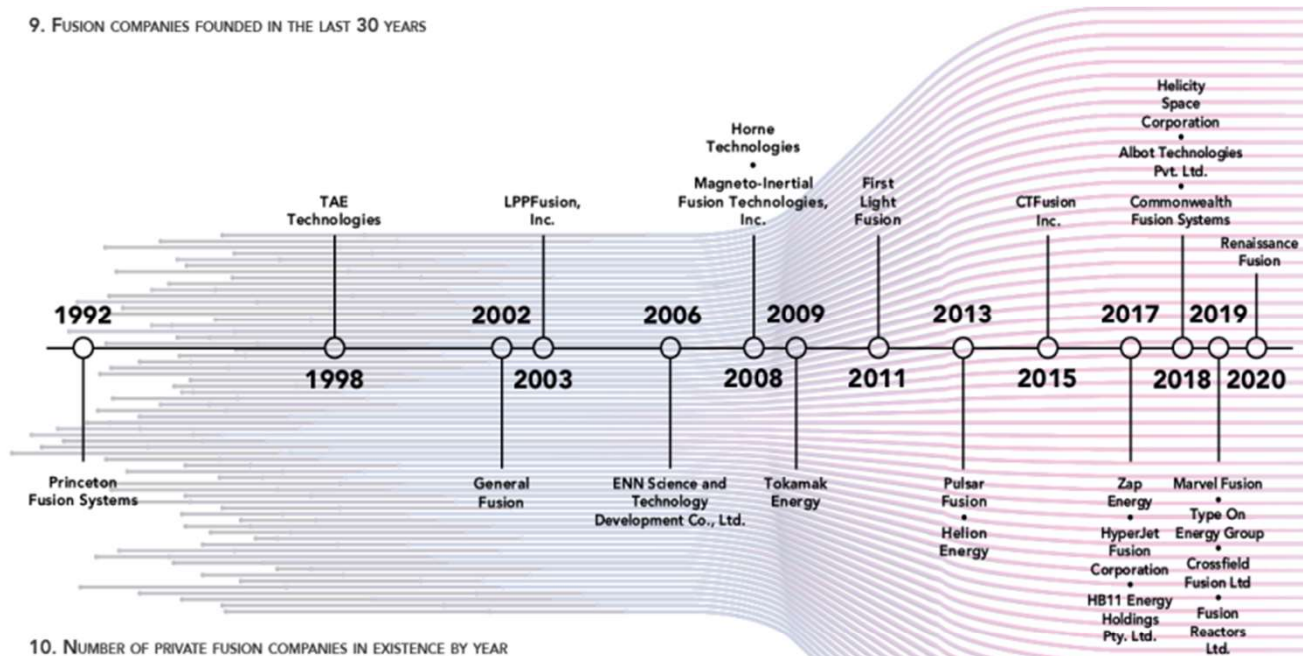 9. FUSION COMPANIES FOUNDED IN THE LAST 30 YEARS
Helicity
Space
Corporation
•
Albot Technologies
Pvt. Ltd.
•
Commonwealth
Fusion Systems
Horne
Technologies
•
Magneto-Inertial
Fusion Technologies,
Inc.
First
Light
Fusion
TAE
Technologies
LPPFusion,
Inc.
CTFusion
Inc.
Renaissance
Fusion
1992
2002
2006
2009
2013
2017
2019
1998
2003
2008
2011
2015
2018
2020
Princeton
Fusion Systems
General
Fusion
ENN Science and
Technology
Development Co., Ltd.
Tokamak
Energy
Pulsar
Fusion
•
Helion
Energy
Zap
Energy
•
HyperJet
Fusion
Corporation
•
HB11 Energy
Holdings
Pty. Ltd.
Marvel Fusion
•
Type On
Energy Group
•
Crossfield
Fusion Ltd
•
Fusion
Reactors
Ltd.
10. NUMBER OF PRIVATE FUSION COMPANIES IN EXISTENCE BY YEAR